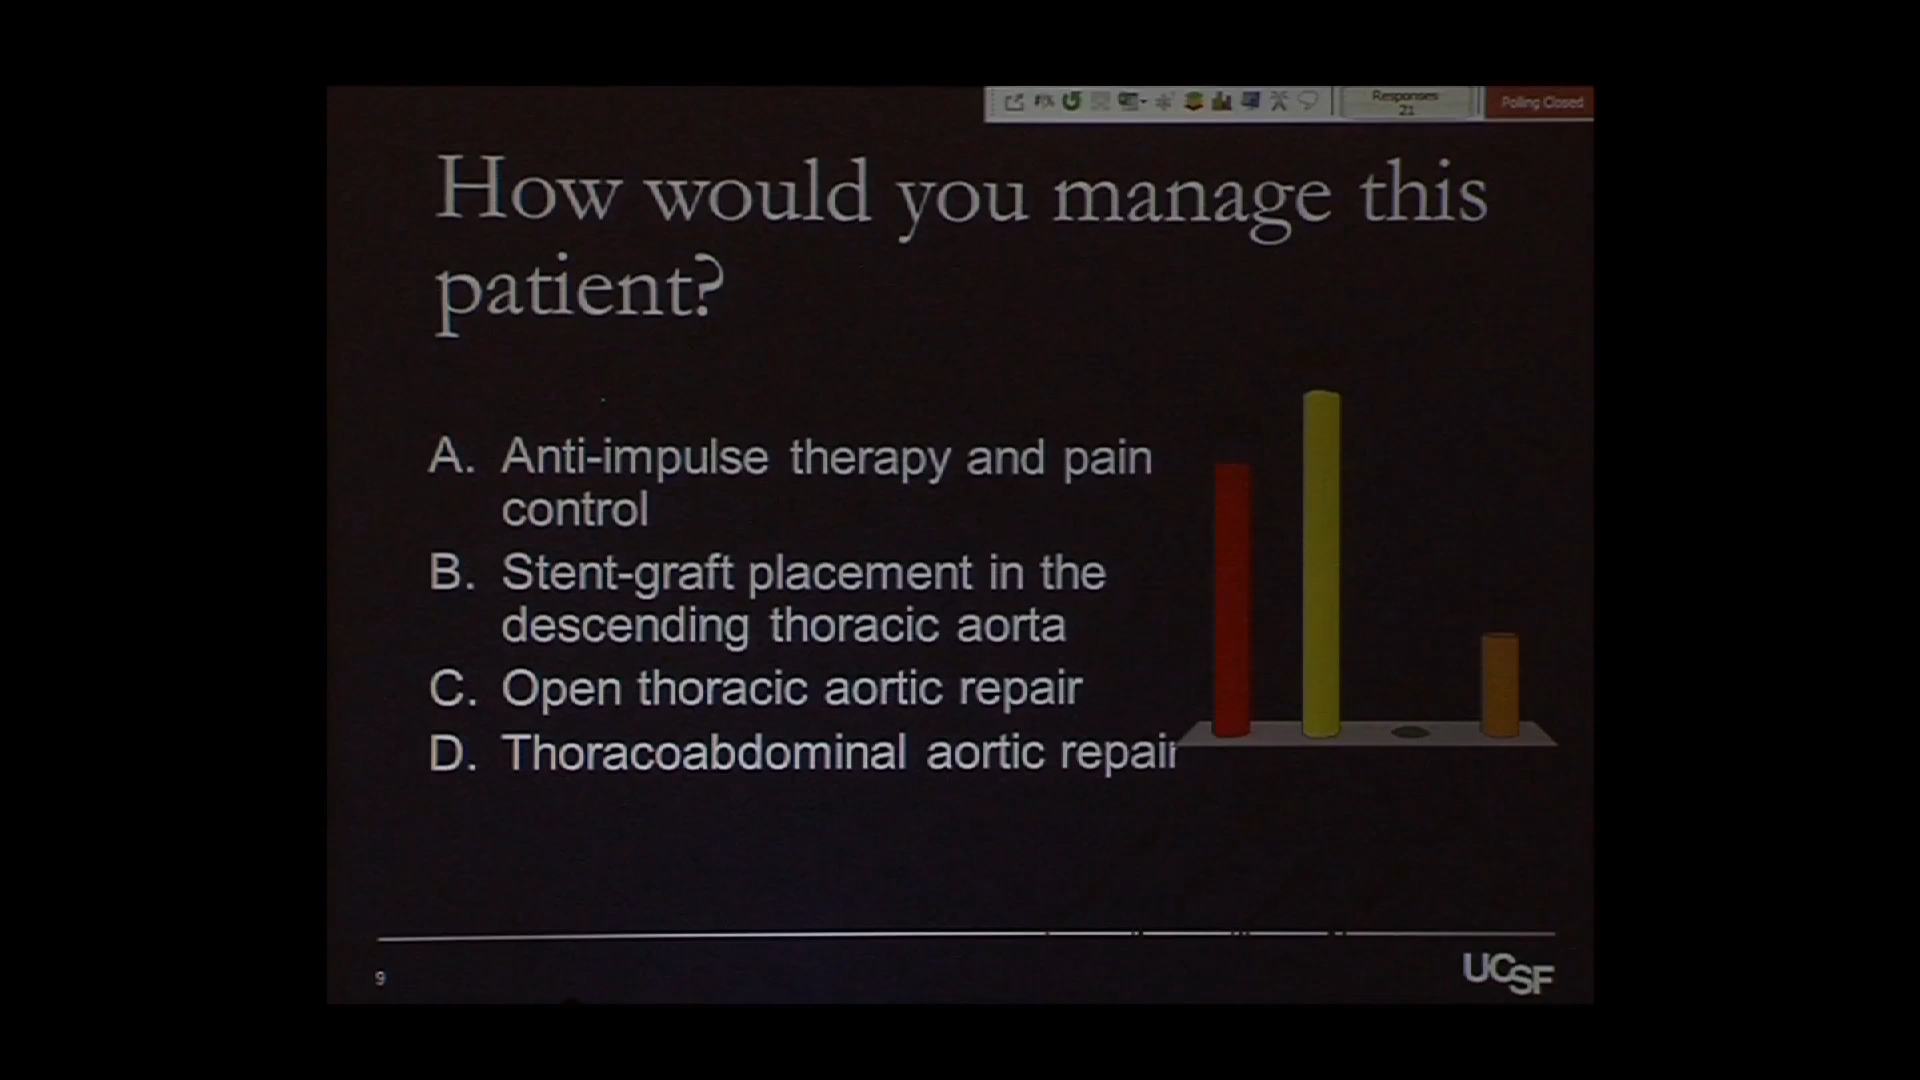 Responses
21
Polling Closed
How would you manage this
patient?
A. Anti-impulse therapy and pain
control
B. Stent-graft placement in the
descending thoracic aorta
C. Open thoracic aortic repair
D. Thoracoabdominal aortic repair
9
UCSF